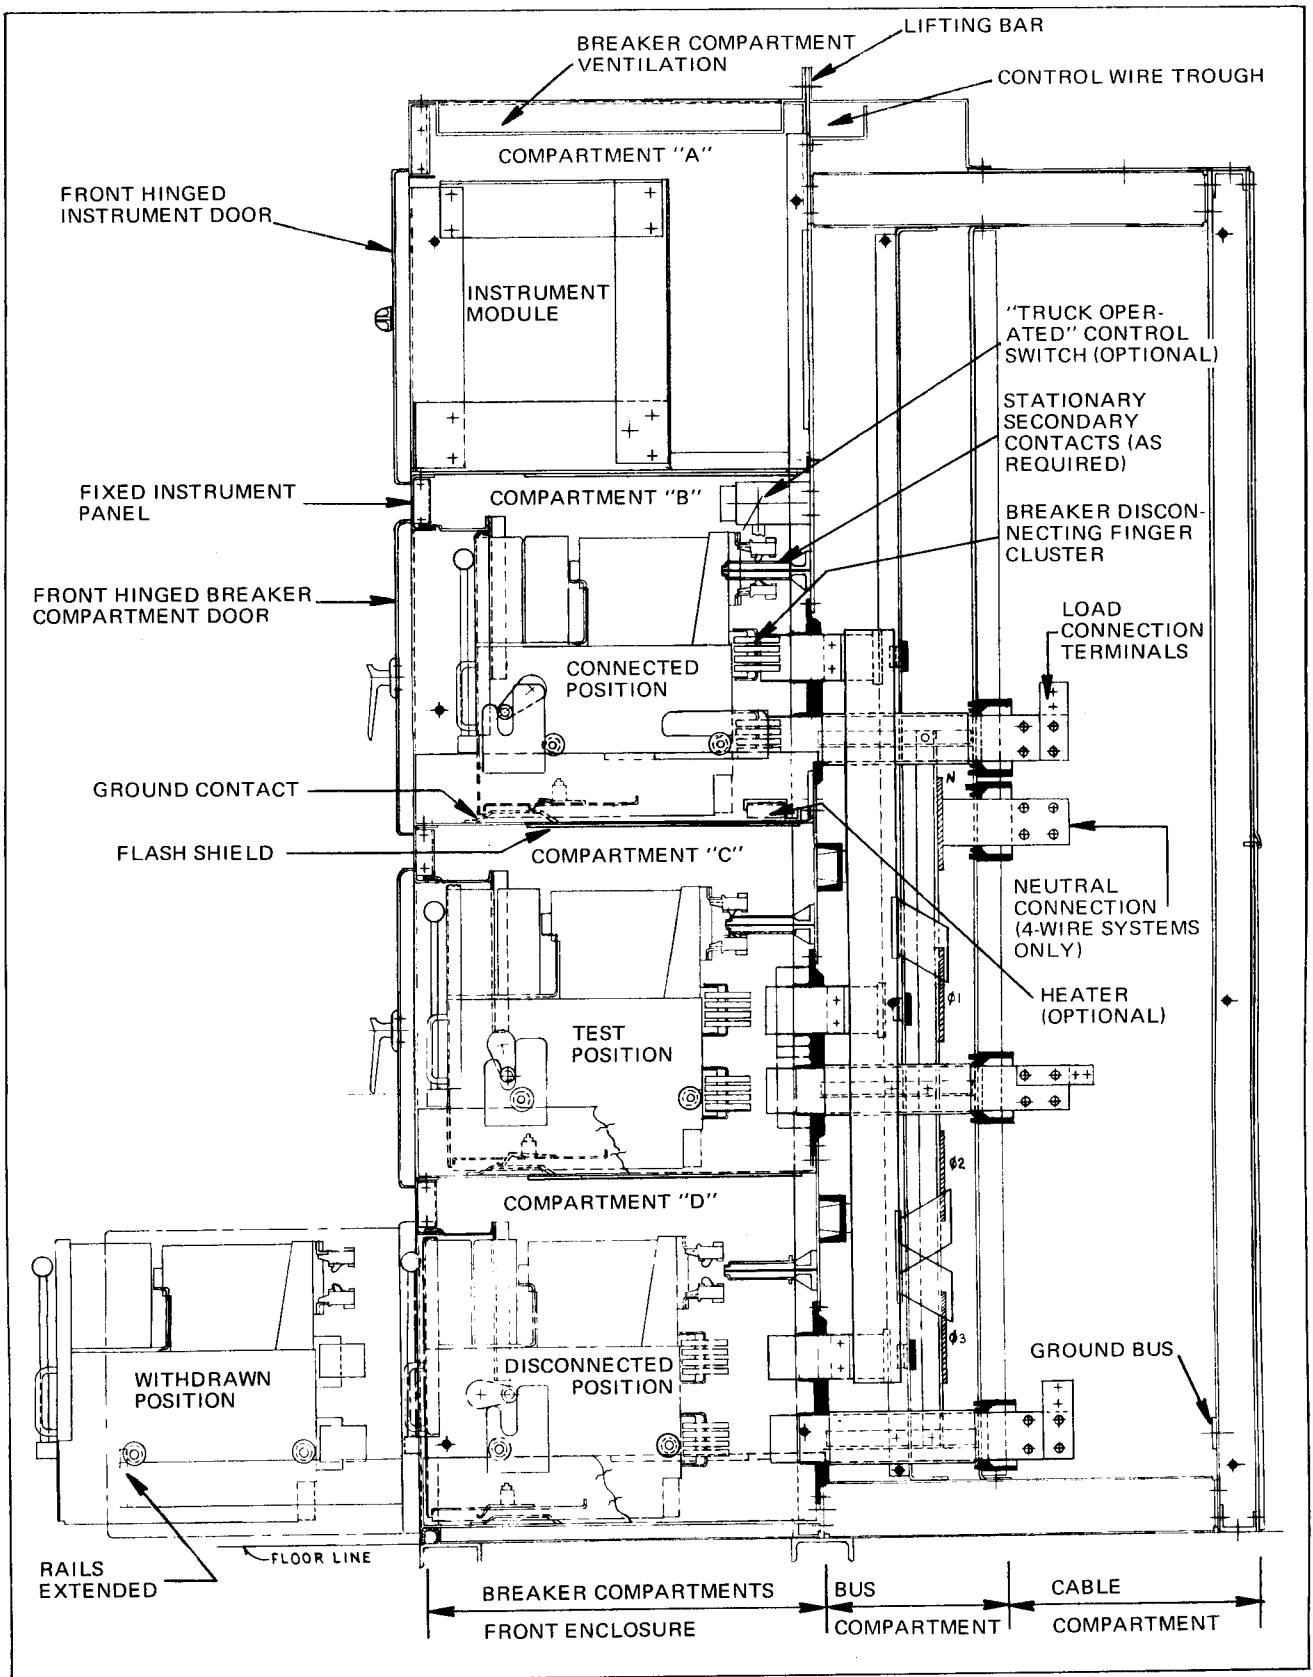 LIFTING BAR
BREAKER COMPARTMENT
VENTILATION
CONTROL WIRE TROUGH
COMPARTMENT "A"
FRONT HINGED
INSTRUMENT DOOR
INSTRUMENT
MODULE
"TRUCK OPER-
ATED" CONTROL
SWITCH (OPTIONAL)
STATIONARY
SECONDARY
CONTACTS (AS
REQUIRED)
FIXED INSTRUMENT
PANEL
COMPARTMENT "B"
BREAKER DISCON-
NECTING FINGER
CLUSTER
FRONT HINGED BREAKER
COMPARTMENT DOOR
LOAD
CONNECTION
TERMINALS
CONNECTED
POSITION
N
GROUND CONTACT
FLASH SHIELD
COMPARTMENT "C"
NEUTRAL
CONNECTION
(4-WIRE SYSTEMS
ONLY)
HEATER
(OPTIONAL)
ϕ1
TEST
POSITION
ϕ2
COMPARTMENT "D"
ϕ3
GROUND BUS
WITHDRAWN
POSITION
DISCONNECTED
POSITION
RAILS
EXTENDED
FLOOR LINE
BREAKER COMPARTMENTS
FRONT ENCLOSURE
BUS
COMPARTMENT
CABLE
COMPARTMENT